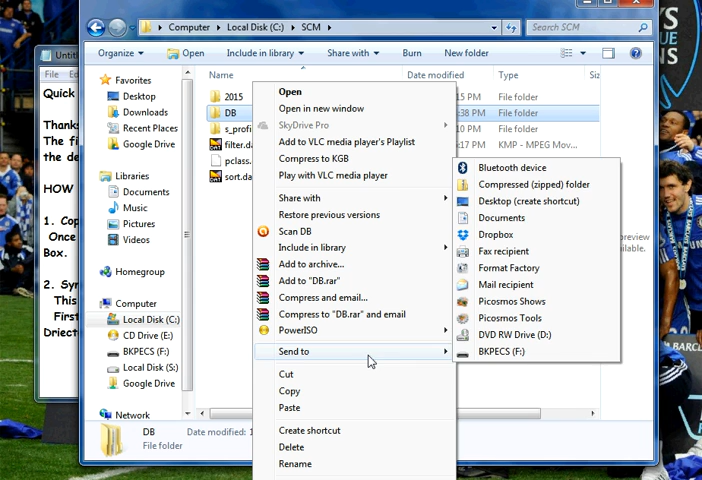 Computer ▸ Local Disk (C:) ▸ SCM ▸
Search SCM
Organize ▾
Open
Include in library ▾
Share with ▾
Burn
New folder
Favorites
Desktop
Downloads
Recent Places
Google Drive
Libraries
Documents
Music
Pictures
Videos
Homegroup
Computer
Local Disk (C:)
CD Drive (E:)
BKPECS (F:)
Local Disk (S:)
Google Drive
Network
Name
Date modified
Type
2015
15 PM
File folder
DB
:38 PM
File folder
10 PM
File folder
KMP - MPEG Mov...
Open
Open in new window
SkyDrive Pro
Add to VLC media player's Playlist
Compress to KGB
Play with VLC media player
Share with
Restore previous versions
Scan DB
Include in library
Add to archive...
Add to "DB.rar"
Compress and email...
Compress to "DB.rar" and email
PowerISO
Send to
Cut
Copy
Paste
Create shortcut
Delete
Rename
Bluetooth device
Compressed (zipped) folder
Desktop (create shortcut)
Documents
Dropbox
Fax recipient
Format Factory
Mail recipient
Picosmos Shows
Picosmos Tools
DVD RW Drive (D:)
BKPECS (F:)
DB
Date modified: 1
File folder
File
Quick
Thanks
The fi
the de
HOW
1. Cop
Once
Box.
2. Syn
This
First
Driect